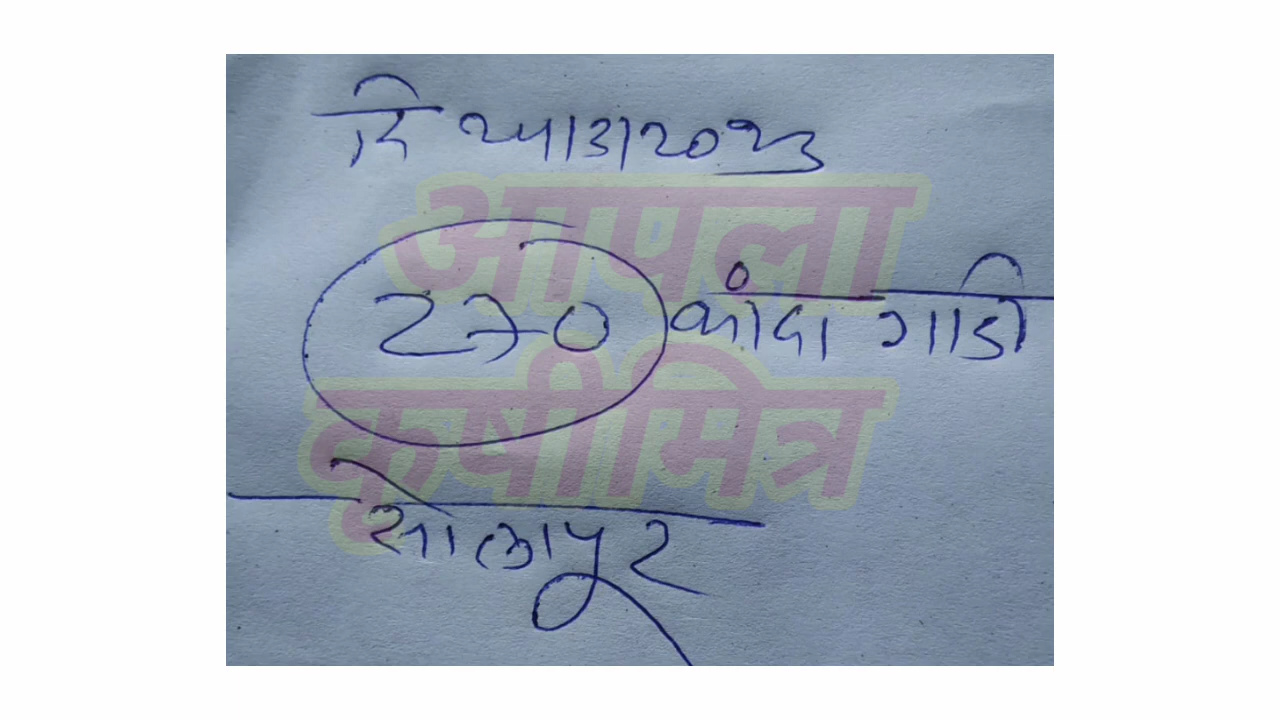 दि २५/३/२०२३
270 कांदा गाडी
सोलापुर
आपला
कृषीमित्र